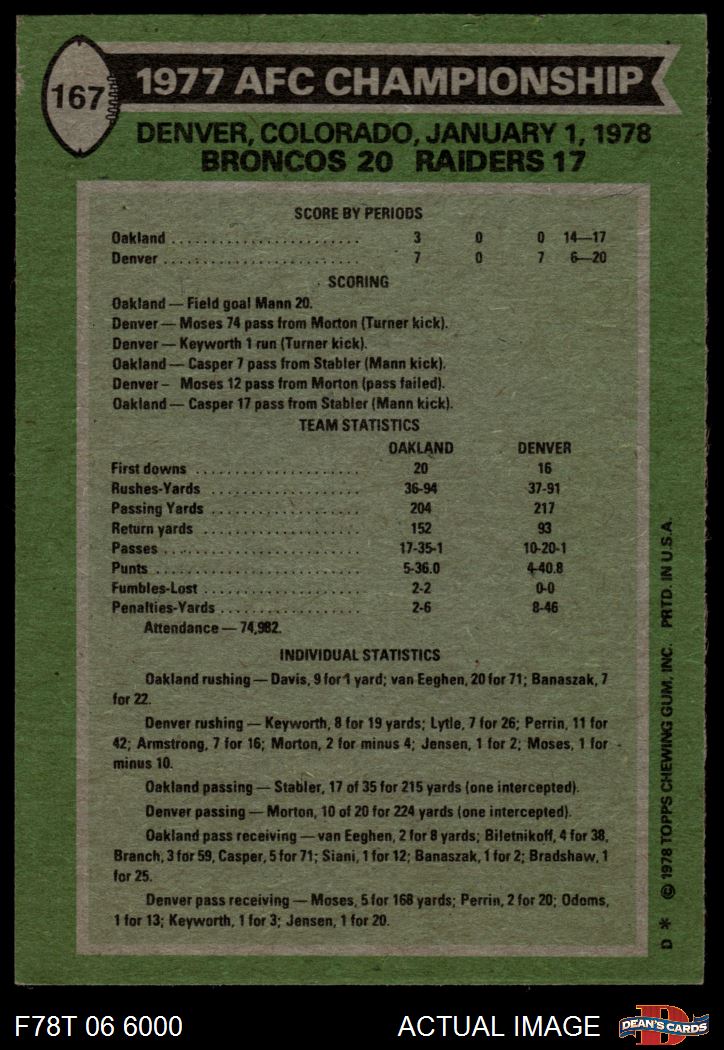 167
1977 AFC CHAMPIONSHIP
DENVER, COLORADO, JANUARY 1, 1978
BRONCOS 20 RAIDERS 17
SCORE BY PERIODS
Oakland ........................ 3 0 0 14—17
Denver ......................... 7 0 7 6—20
SCORING
Oakland — Field goal Mann 20.
Denver — Moses 74 pass from Morton (Turner kick).
Denver — Keyworth 1 run (Turner kick).
Oakland — Casper 7 pass from Stabler (Mann kick).
Denver – Moses 12 pass from Morton (pass failed).
Oakland — Casper 17 pass from Stabler (Mann kick).
TEAM STATISTICS
OAKLAND DENVER
First downs ..................... 20 16
Rushes-Yards ................... 36-94 37-91
Passing Yards ................... 204 217
Return yards .................... 152 93
Passes ......................... 17-35-1 10-20-1
Punts .......................... 5-36.0 4-40.8
Fumbles-Lost .................... 2-2 0-0
Penalties-Yards .................. 2-6 8-46
Attendance — 74,982.
INDIVIDUAL STATISTICS
Oakland rushing — Davis, 9 for 1 yard; van Eeghen, 20 for 71; Banaszak, 7
for 22.
Denver rushing — Keyworth, 8 for 19 yards; Lytle, 7 for 26; Perrin, 11 for
42; Armstrong, 7 for 16; Morton, 2 for minus 4; Jensen, 1 for 2; Moses, 1 for
minus 10.
Oakland passing — Stabler, 17 of 35 for 215 yards (one intercepted).
Denver passing — Morton, 10 of 20 for 224 yards (one intercepted).
Oakland pass receiving — van Eeghen, 2 for 8 yards; Biletnikoff, 4 for 38,
Branch, 3 for 59, Casper, 5 for 71; Siani, 1 for 12; Banaszak, 1 for 2; Bradshaw, 1
for 25.
Denver pass receiving — Moses, 5 for 168 yards; Perrin, 2 for 20; Odoms,
1 for 13; Keyworth, 1 for 3; Jensen, 1 for 20.
D * © 1978 TOPPS CHEWING GUM, INC. PRTD. IN U.S.A.
F78T 06 6000 ACTUAL IMAGE
D
DEAN'S CARDS